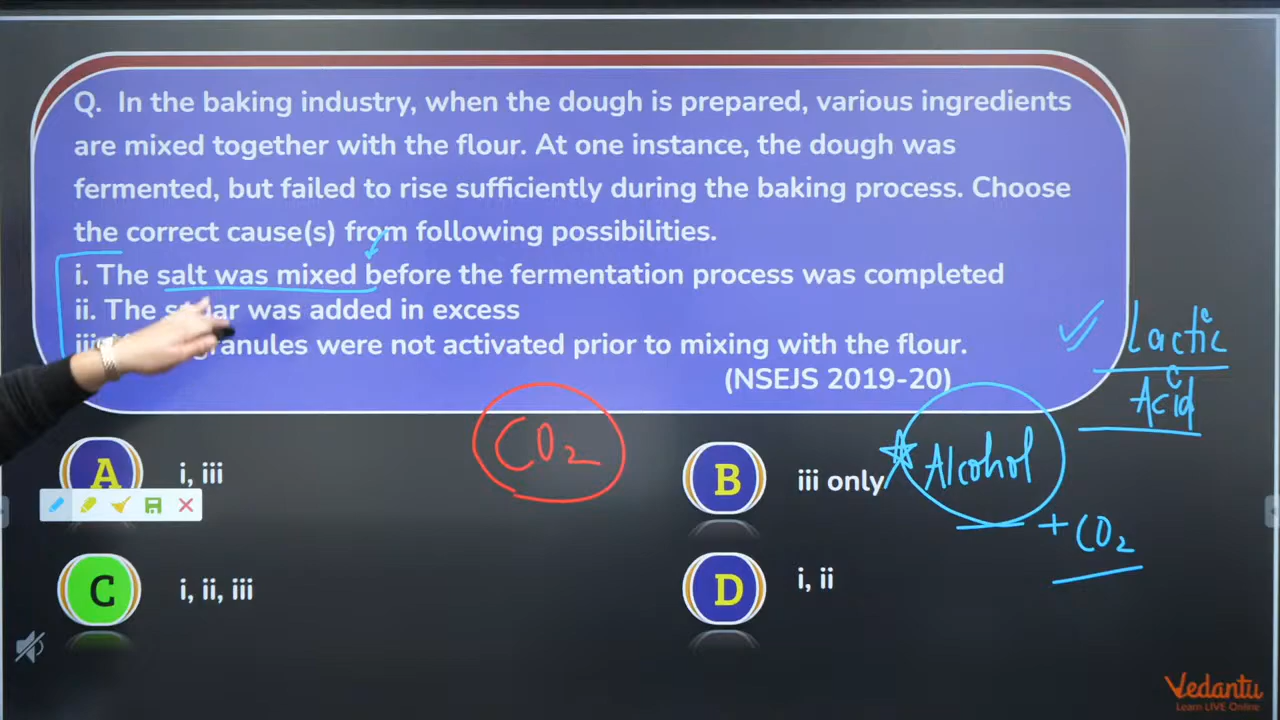 Q. In the baking industry, when the dough is prepared, various ingredients
are mixed together with the flour. At one instance, the dough was
fermented, but failed to rise sufficiently during the baking process. Choose
the correct cause(s) from following possibilities.
i. The salt was mixed before the fermentation process was completed
ii. The sugar was added in excess
granules were not activated prior to mixing with the flour.
(NSEJS 2019-20)
Lactic
Acid
A
i, iii
CO2
B
iii only
Alcohol
+ CO2
C
i, ii, iii
D
i, ii
Vedantu
Learn LIVE Online